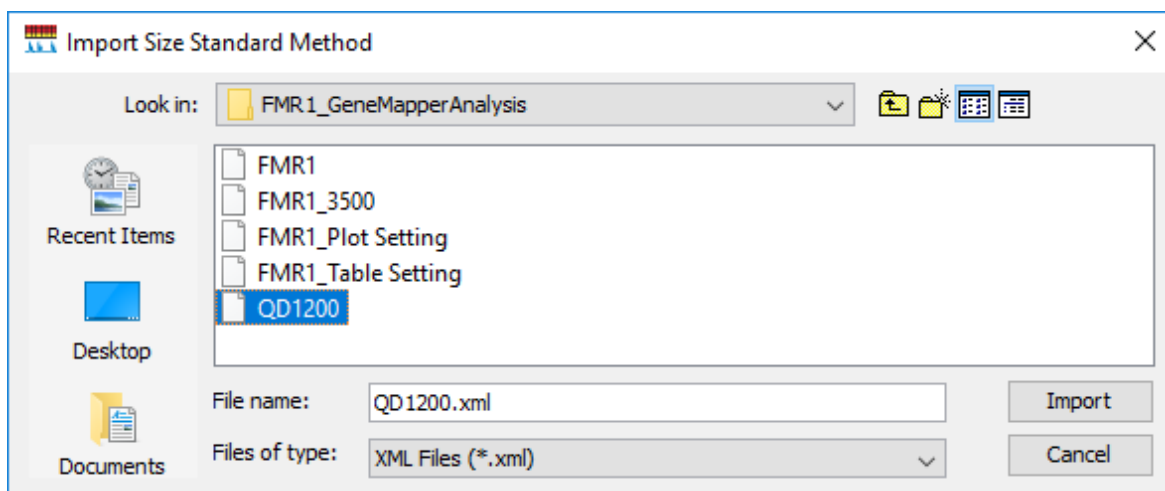 Import Size Standard Method
Look in: FMR1_GeneMapperAnalysis
FMR1
FMR1_3500
FMR1_Plot Setting
FMR1_Table Setting
QD1200
Recent Items
Desktop
Documents
File name: QD1200.xml Import
Files of type: XML Files (*.xml) Cancel